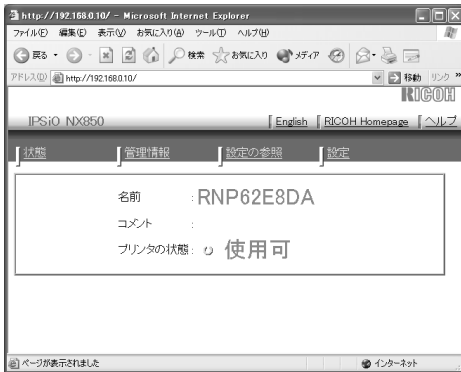 http://192.168.0.10/ - Microsoft Internet Explorer
ファイル(F) 編集(E) 表示(V) お気に入り(A) ツール(T) ヘルプ(H)
戻る 検索 お気に入り メディア
アドレス(D) http://192.168.0.10/ 移動 リンク »
RICOH
IPSiO NX850 English RICOH Homepage ヘルプ
状態 管理情報 設定の参照 設定
名前 : RNP62E8DA
コメント :
プリンタの状態 : 使用可
ページが表示されました インターネット